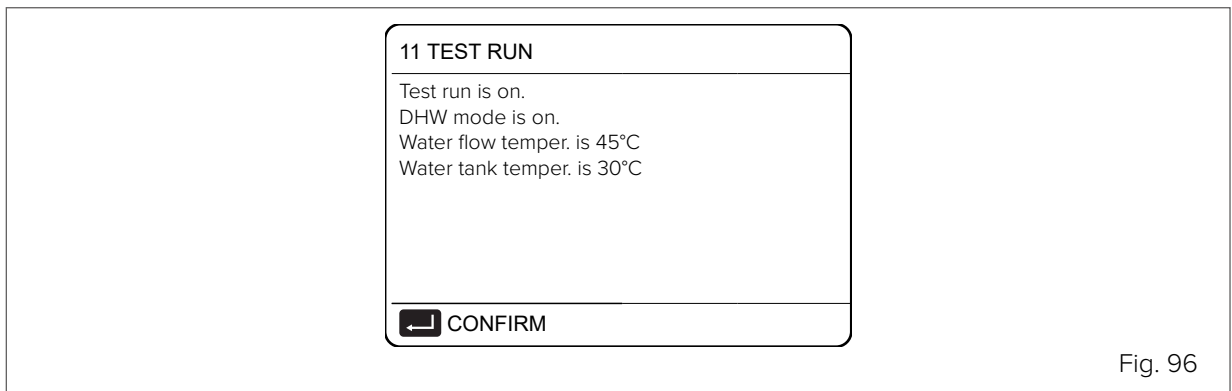 11 TEST RUN
Test run is on.
DHW mode is on.
Water flow temper. is 45°C
Water tank temper. is 30°C
CONFIRM
Fig. 96